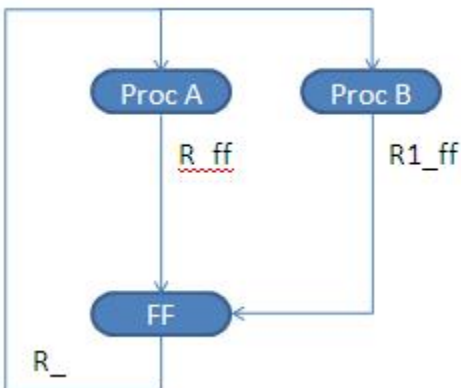 Proc A
Proc B
R_ff
R1_ff
FF
R_